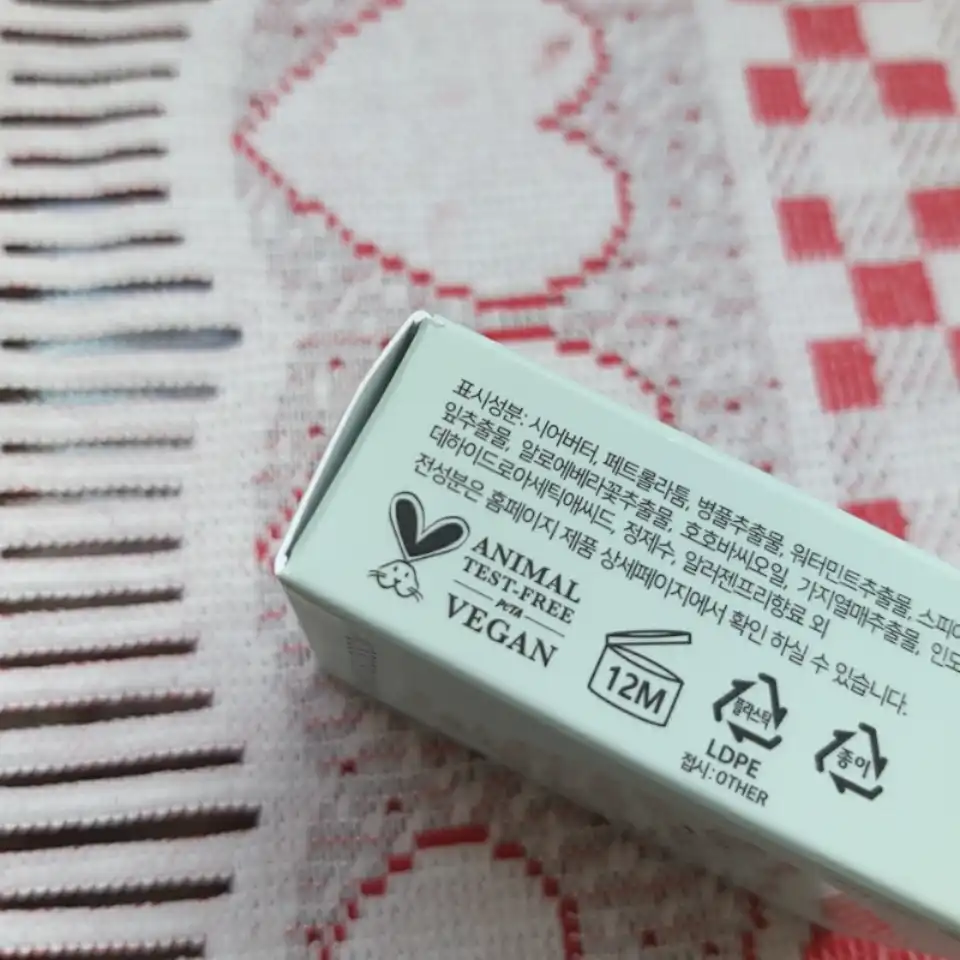 표시성분: 시어버터, 페트롤라툼, 병풀추출물, 워터민트추출물, 스피어
잎추출물, 알로에베라꽃추출물, 호호바씨오일, 가지열매추출물, 인도
데하이드로아세틱애씨드, 정제수, 알러젠프리향료 외
전성분은 홈페이지 제품 상세페이지에서 확인 하실 수 있습니다.
ANIMAL
TEST-FREE
PETA
VEGAN
12M
플라스틱
LDPE
접시:OTHER
종이